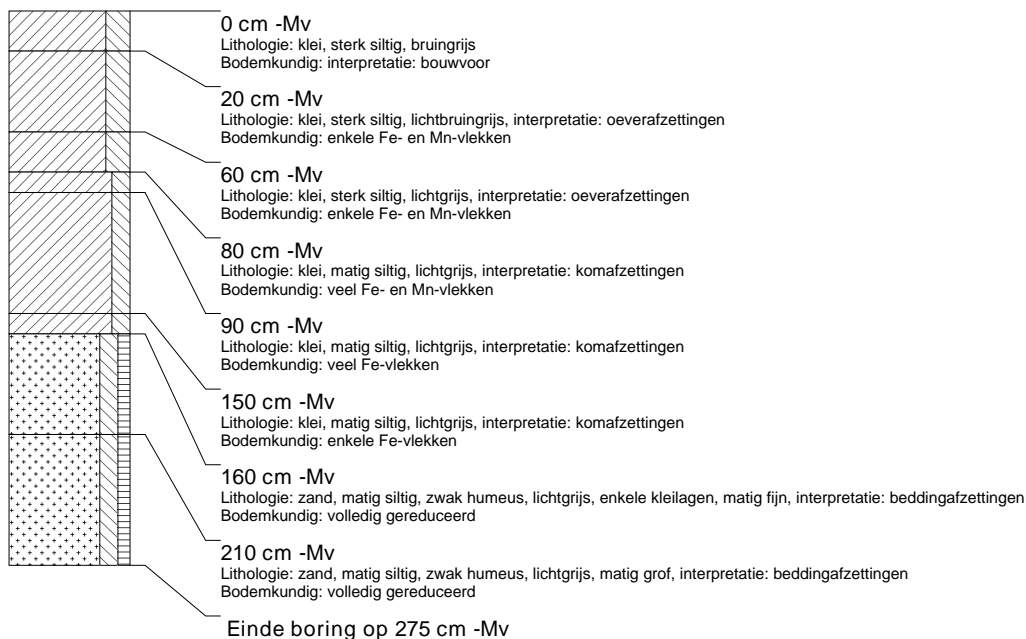 0 cm -Mv
Lithologie: klei, sterk siltig, bruingrijs
Bodemkundig: interpretatie: bouwvoor
20 cm -Mv
Lithologie: klei, sterk siltig, lichtbruingrijs, interpretatie: oeverafzettingen
Bodemkundig: enkele Fe- en Mn-vlekken
60 cm -Mv
Lithologie: klei, sterk siltig, lichtgrijs, interpretatie: oeverafzettingen
Bodemkundig: enkele Fe- en Mn-vlekken
80 cm -Mv
Lithologie: klei, matig siltig, lichtgrijs, interpretatie: komafzettingen
Bodemkundig: veel Fe- en Mn-vlekken
90 cm -Mv
Lithologie: klei, matig siltig, lichtgrijs, interpretatie: komafzettingen
Bodemkundig: veel Fe-vlekken
150 cm -Mv
Lithologie: klei, matig siltig, lichtgrijs, interpretatie: komafzettingen
Bodemkundig: enkele Fe-vlekken
160 cm -Mv
Lithologie: zand, matig siltig, zwak humeus, lichtgrijs, enkele kleilagen, matig fijn, interpretatie: beddingafzettingen
Bodemkundig: volledig gereduceerd
210 cm -Mv
Lithologie: zand, matig siltig, zwak humeus, lichtgrijs, matig grof, interpretatie: beddingafzettingen
Bodemkundig: volledig gereduceerd
Einde boring op 275 cm -Mv